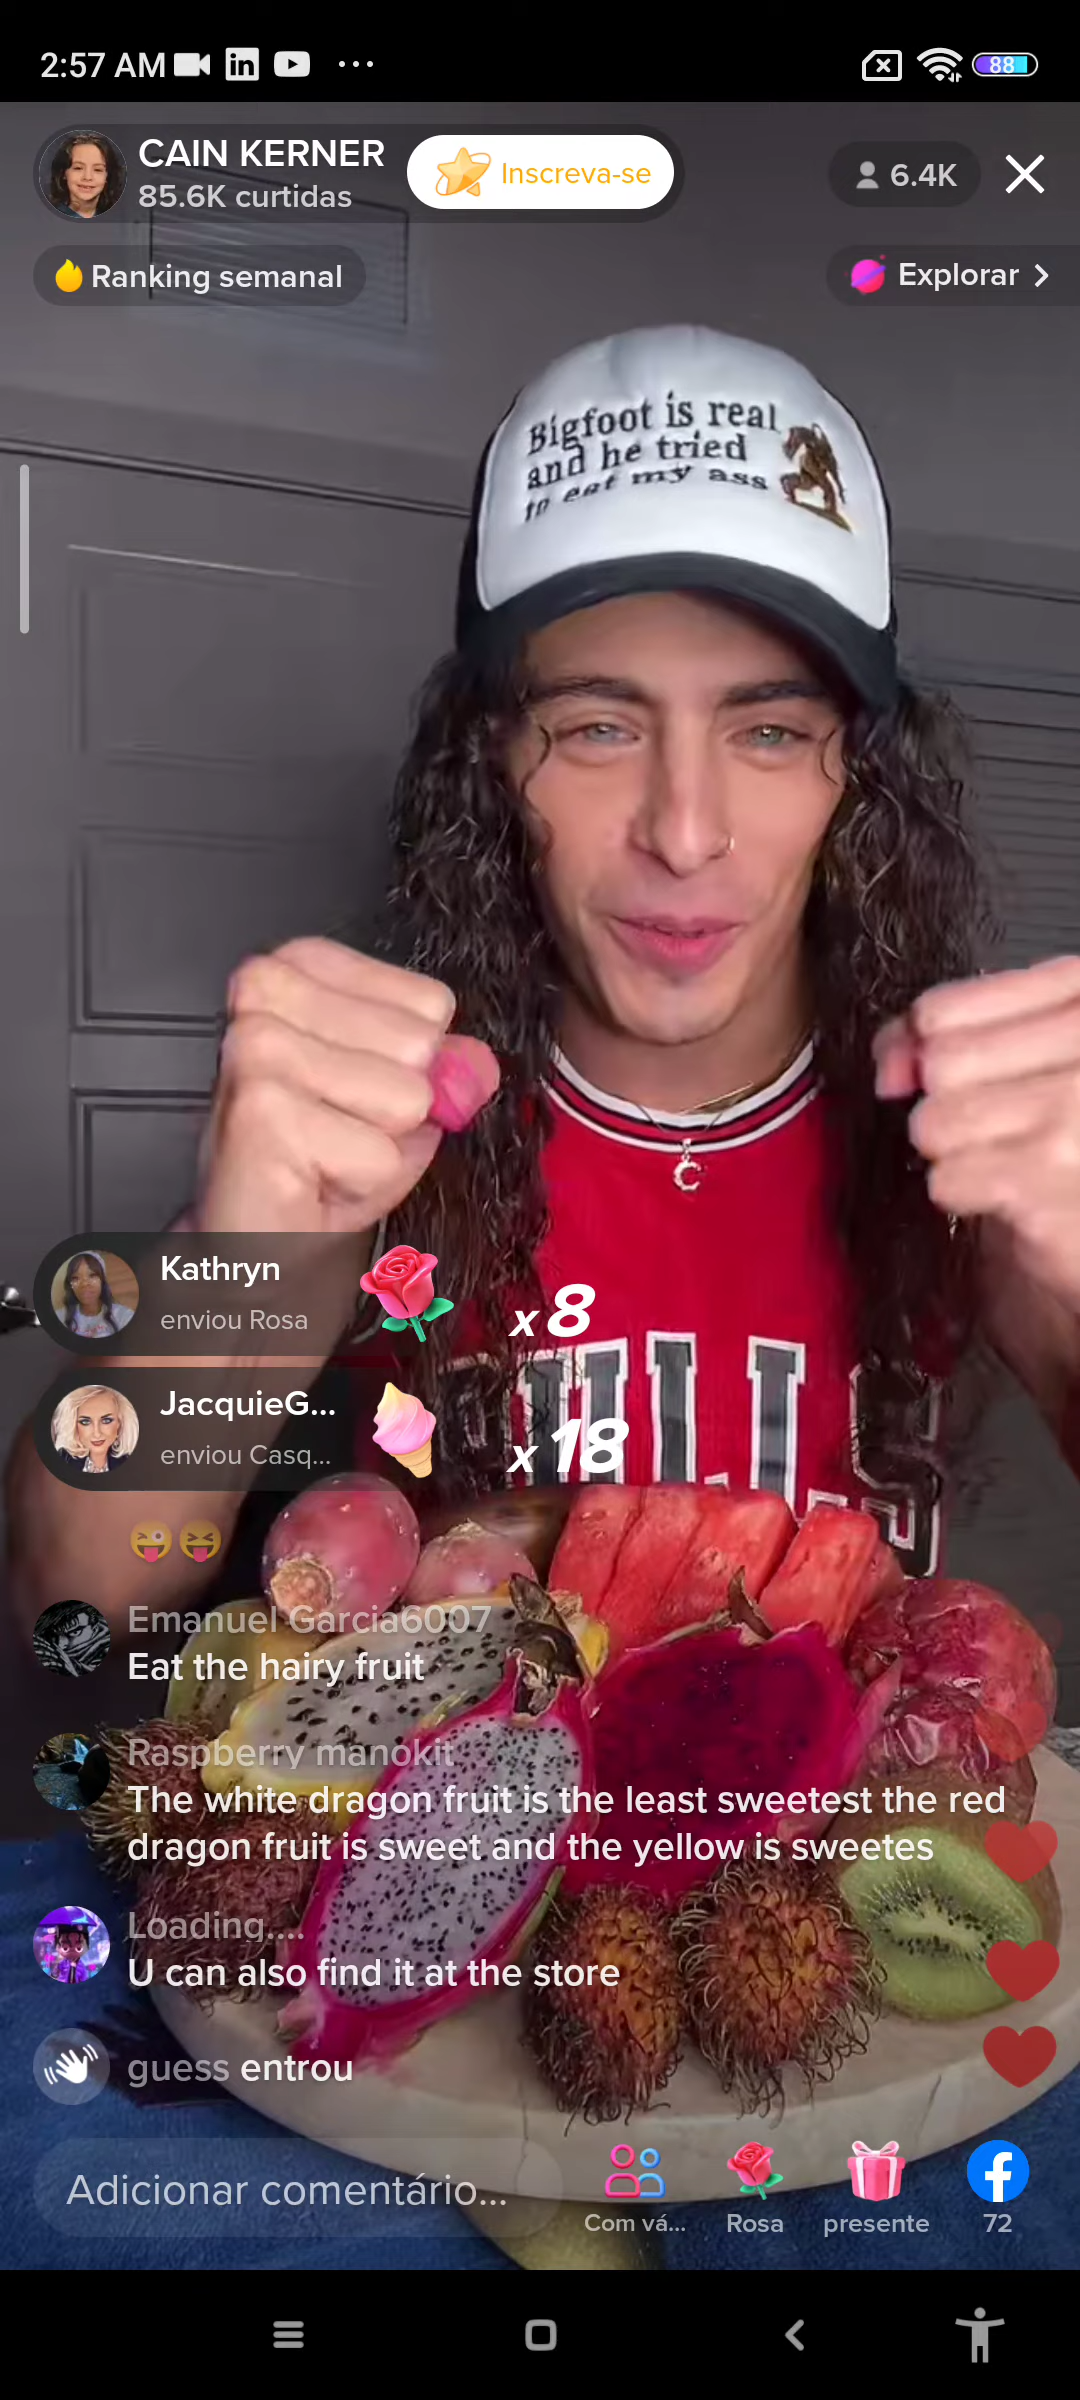 2:57 AM
88
CAIN KERNER
85.6K curtidas
Inscreva-se
6.4K
Ranking semanal
Explorar
Bigfoot is real
and he tried
to eat my ass
C
Kathryn
enviou Rosa
x8
JacquieG...
enviou Casq...
x18
BULLS
Emanuel Garcia6007
Eat the hairy fruit
Raspberry manokit
The white dragon fruit is the least sweetest the red
dragon fruit is sweet and the yellow is sweetes
Loading....
U can also find it at the store
guess entrou
Adicionar comentário...
Com vá...
Rosa
presente
72